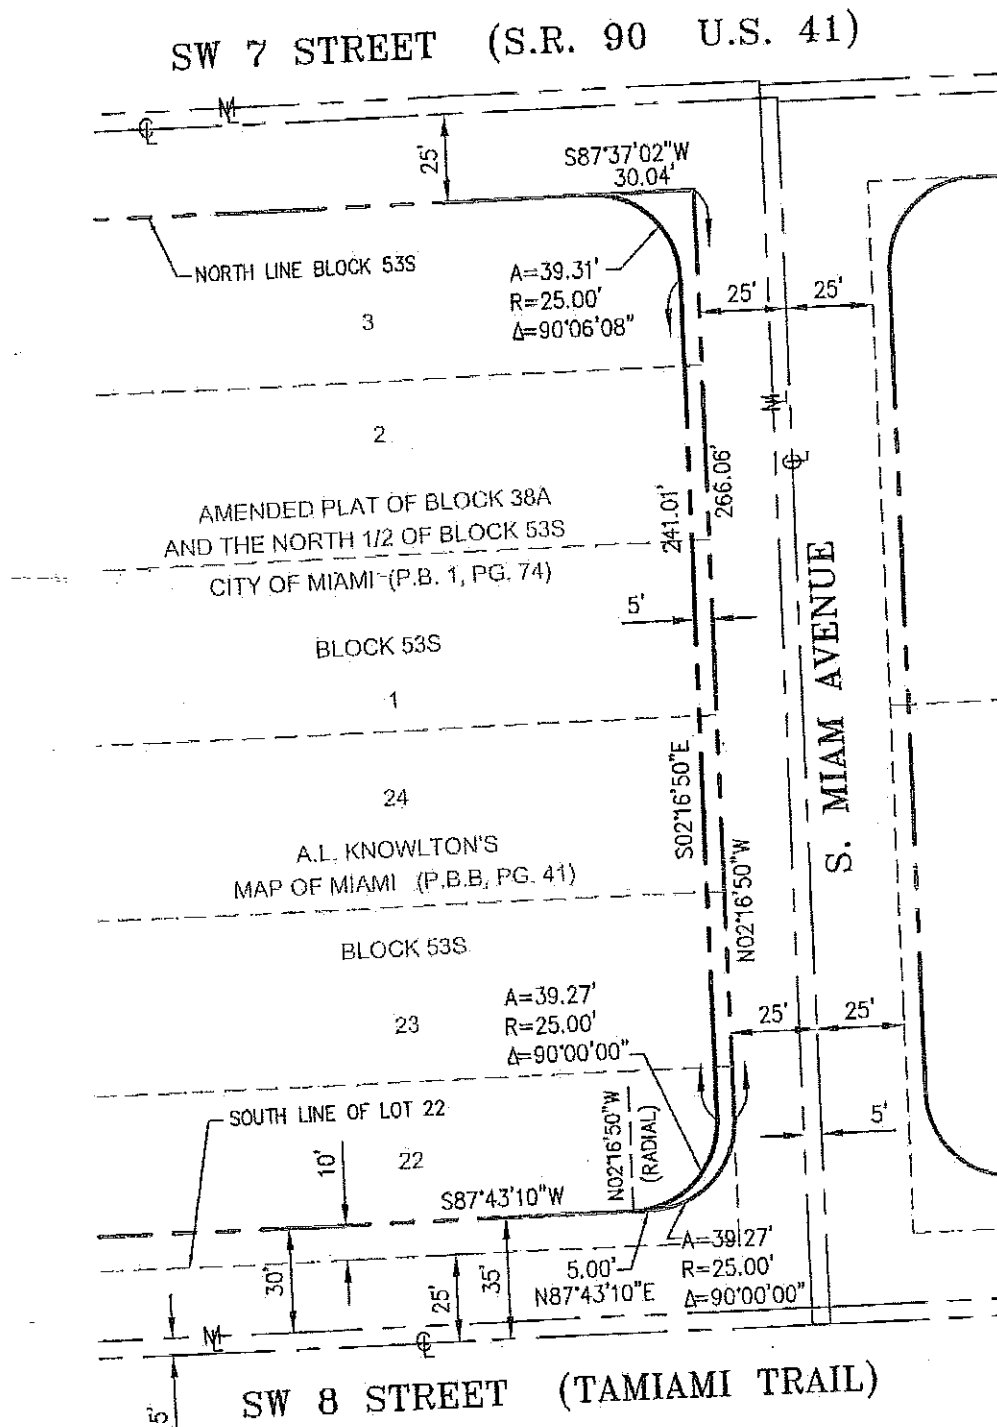 SW 7 STREET (S.R. 90 U.S. 41)
25'
S87°37'02"W
30.04'
NORTH LINE BLOCK 53S
A=39.31'
R=25.00'
Δ=90°06'08"
25'
25'
3
2
AMENDED PLAT OF BLOCK 38A
AND THE NORTH 1/2 OF BLOCK 53S
CITY OF MIAMI (P.B. 1, PG. 74)
241.01'
266.06'
5'
BLOCK 53S
1
S. MIAM AVENUE
S02°16'50"E
N02°16'50"W
24
A.L. KNOWLTON'S
MAP OF MIAMI (P.B.B, PG. 41)
BLOCK 53S
A=39.27'
R=25.00'
Δ=90°00'00"
23
25'
25'
SOUTH LINE OF LOT 22
5'
N02°16'50"W
(RADIAL)
10'
22
S87°43'10"W
30'
25'
35'
5.00'
N87°43'10"E
A=39.27'
R=25.00'
Δ=90°00'00"
5'
SW 8 STREET (TAMIAMI TRAIL)